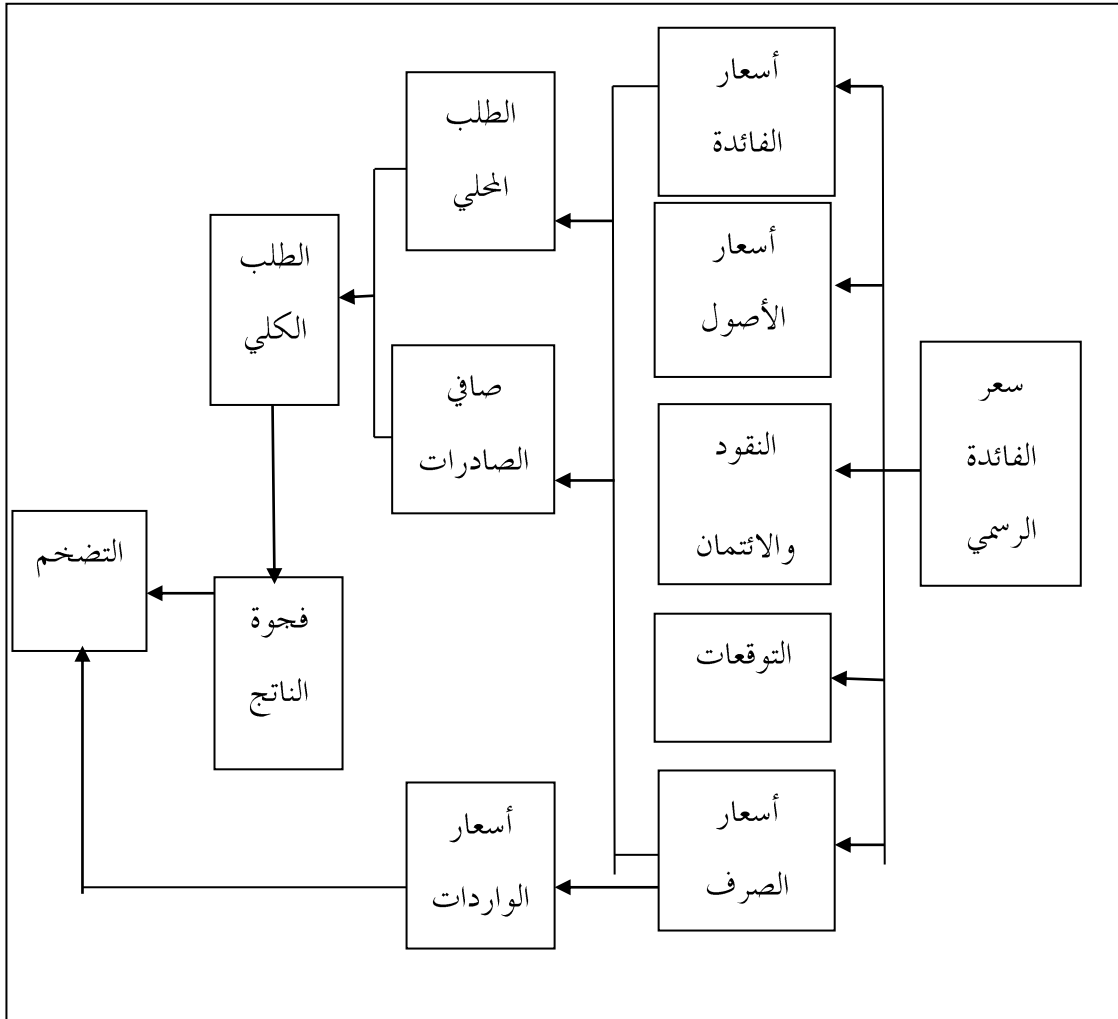 أسعار
الفائدة
أسعار
الأصول
سعر
الفائدة
الرسمي
النقود
والائتمان
التوقعات
أسعار
الصرف
الطلب
المحلي
صافي
الصادرات
أسعار
الواردات
الطلب
الكلي
فجوة
الناتج
التضخم